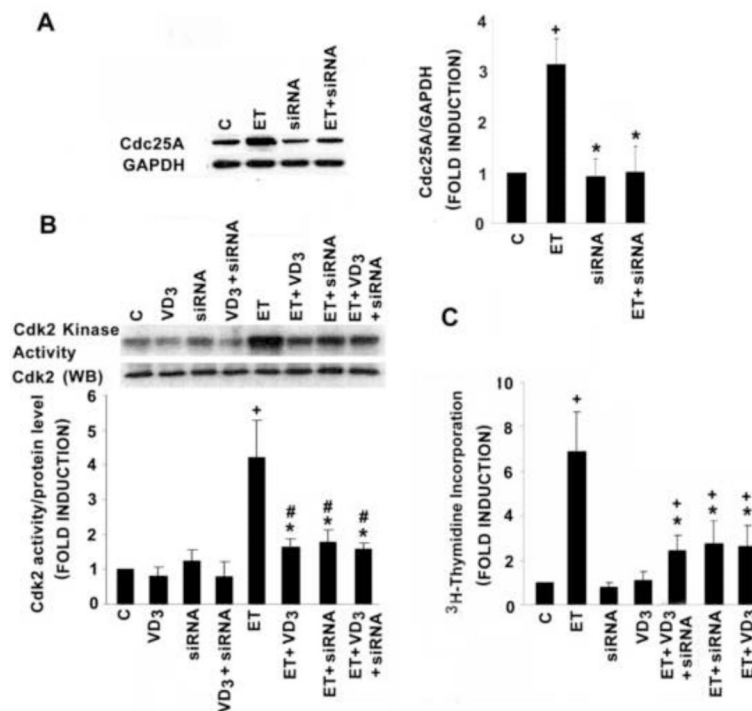 A
C
ET
siRNA
ET+siRNA
Cdc25A
GAPDH
Cdc25A/GAPDH
(FOLD INDUCTION)
4
3
2
1
0
+
*
*
C
ET
siRNA
ET+siRNA
B
C
VD3
siRNA
VD3+siRNA
ET
ET+VD3
ET+siRNA
ET+VD3
+siRNA
Cdk2 Kinase
Activity
Cdk2 (WB)
Cdk2 activity/protein level
(FOLD INDUCTION)
6
5
4
2
1
0
+
#
*
#
*
#
*
C
VD3
siRNA
VD3+siRNA
ET
ET+VD3
ET+siRNA
ET+VD3
+siRNA
C
3H-Thymidine Incorporation
(FOLD INDUCTION)
10
8
6
4
2
0
+
+
*
+
*
+
*
C
ET
siRNA
VD3
ET+VD3
+siRNA
ET+siRNA
ET+VD3